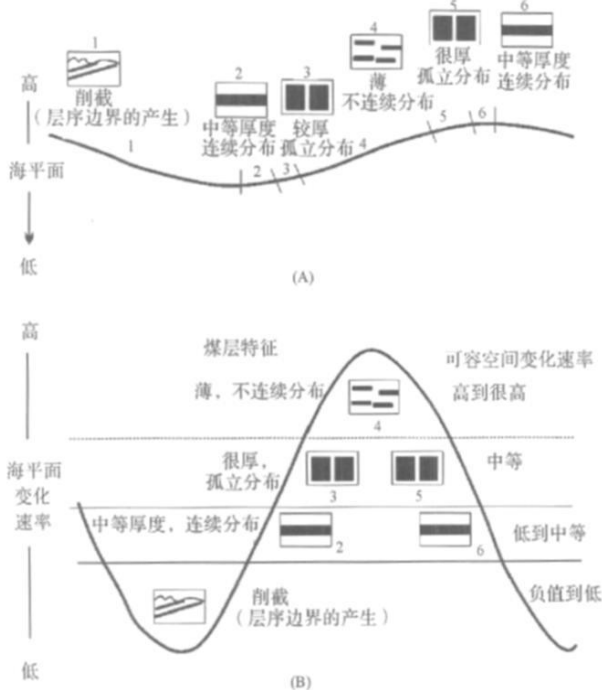 高
海平面
低
1
削截
(层序边界的产生)
2
中等厚度
连续分布
3
较厚
孤立分布
4
薄
不连续分布
5
很厚
孤立分布
6
中等厚度
连续分布
1
2
3
4
5
6
(A)
高
海平面
变化
速率
低
煤层特征
可容空间变化速率
薄,不连续分布
高到很高
4
很厚,
孤立分布
3
5
中等
中等厚度,连续分布
2
6
低到中等
削截
(层序边界的产生)
负值到低
(B)